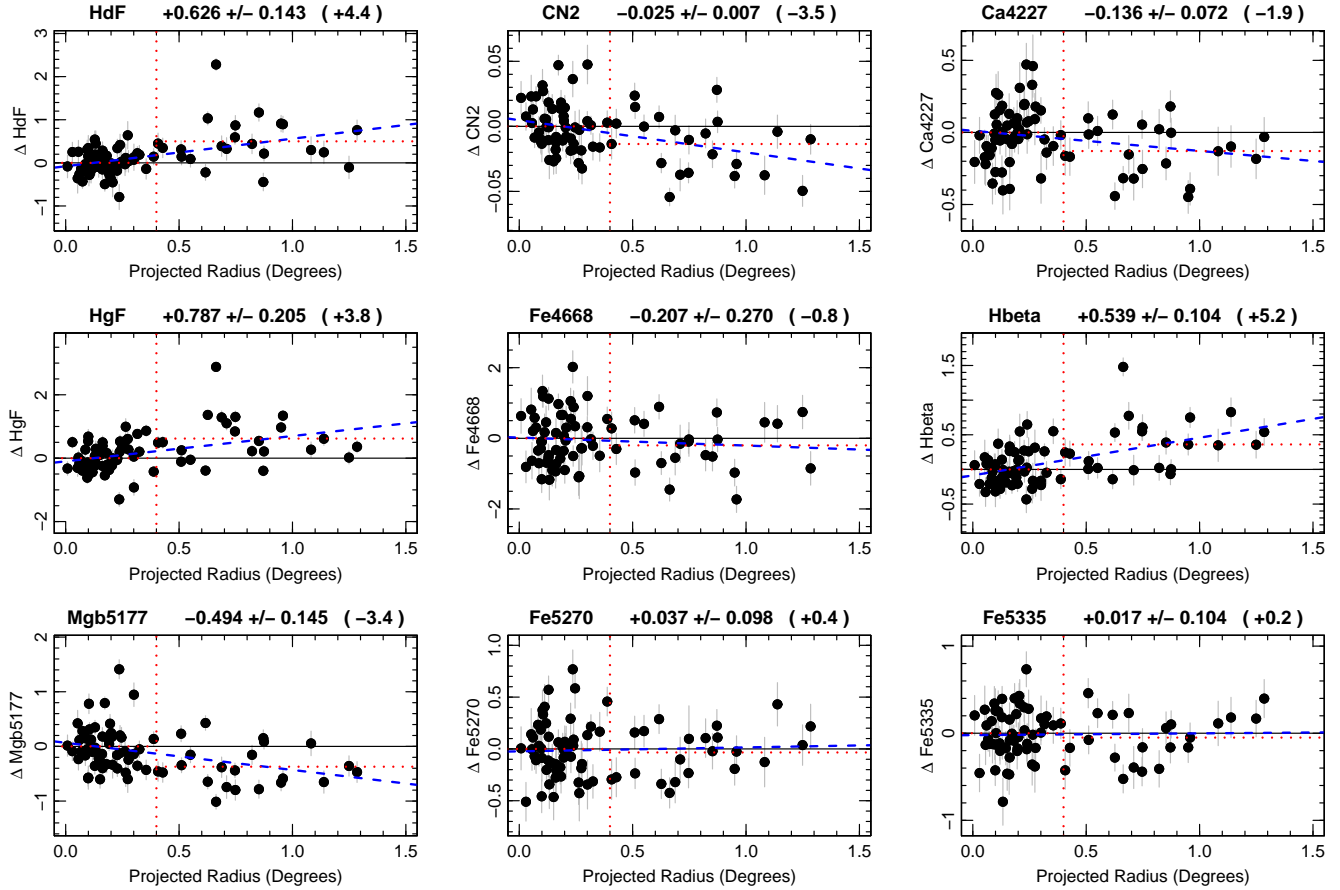 HdF +0.626 +/− 0.143 ( +4.4 )
Δ HdF
−1 0 1 2 3
0.0 0.5 1.0 1.5
Projected Radius (Degrees)
CN2 −0.025 +/− 0.007 ( −3.5 )
Δ CN2
−0.05 0.00 0.05
0.0 0.5 1.0 1.5
Projected Radius (Degrees)
Ca4227 −0.136 +/− 0.072 ( −1.9 )
Δ Ca4227
−0.5 0.0 0.5
0.0 0.5 1.0 1.5
Projected Radius (Degrees)
HgF +0.787 +/− 0.205 ( +3.8 )
Δ HgF
−2 0 2
0.0 0.5 1.0 1.5
Projected Radius (Degrees)
Fe4668 −0.207 +/− 0.270 ( −0.8 )
Δ Fe4668
−2 0 2
0.0 0.5 1.0 1.5
Projected Radius (Degrees)
Hbeta +0.539 +/− 0.104 ( +5.2 )
Δ Hbeta
−0.5 0.5 1.5
0.0 0.5 1.0 1.5
Projected Radius (Degrees)
Mgb5177 −0.494 +/− 0.145 ( −3.4 )
Δ Mgb5177
−1 0 1 2
0.0 0.5 1.0 1.5
Projected Radius (Degrees)
Fe5270 +0.037 +/− 0.098 ( +0.4 )
Δ Fe5270
−0.5 0.0 0.5 1.0
0.0 0.5 1.0 1.5
Projected Radius (Degrees)
Fe5335 +0.017 +/− 0.104 ( +0.2 )
Δ Fe5335
−1 0 1
0.0 0.5 1.0 1.5
Projected Radius (Degrees)